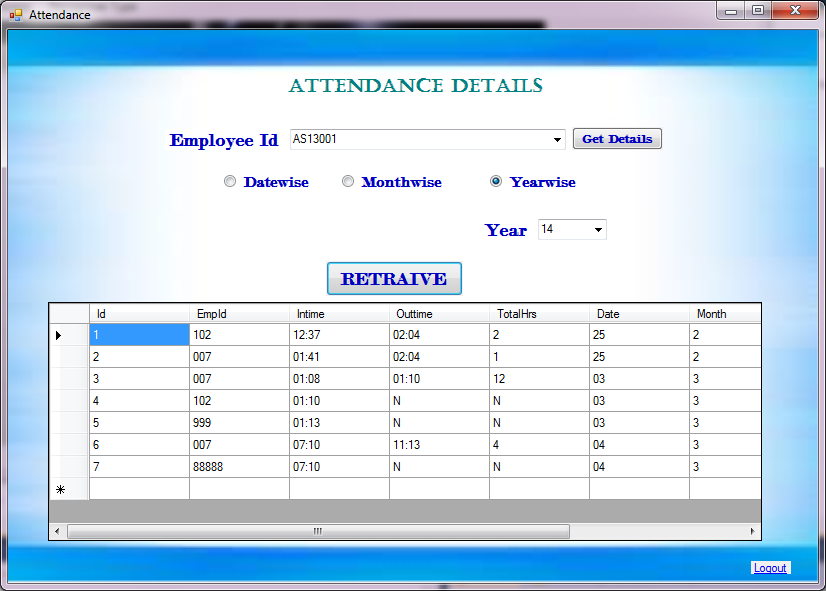 Attendance
ATTENDANCE DETAILS
Employee Id AS13001 Get Details
Datewise Monthwise Yearwise
Year 14
RETRAIVE
Id EmpId Intime Outtime TotalHrs Date Month
1 102 12:37 02:04 2 25 2
2 007 01:41 02:04 1 25 2
3 007 01:08 01:10 12 03 3
4 102 01:10 N N 03 3
5 999 01:13 N N 03 3
6 007 07:10 11:13 4 04 3
7 88888 07:10 N N 04 3
Logout